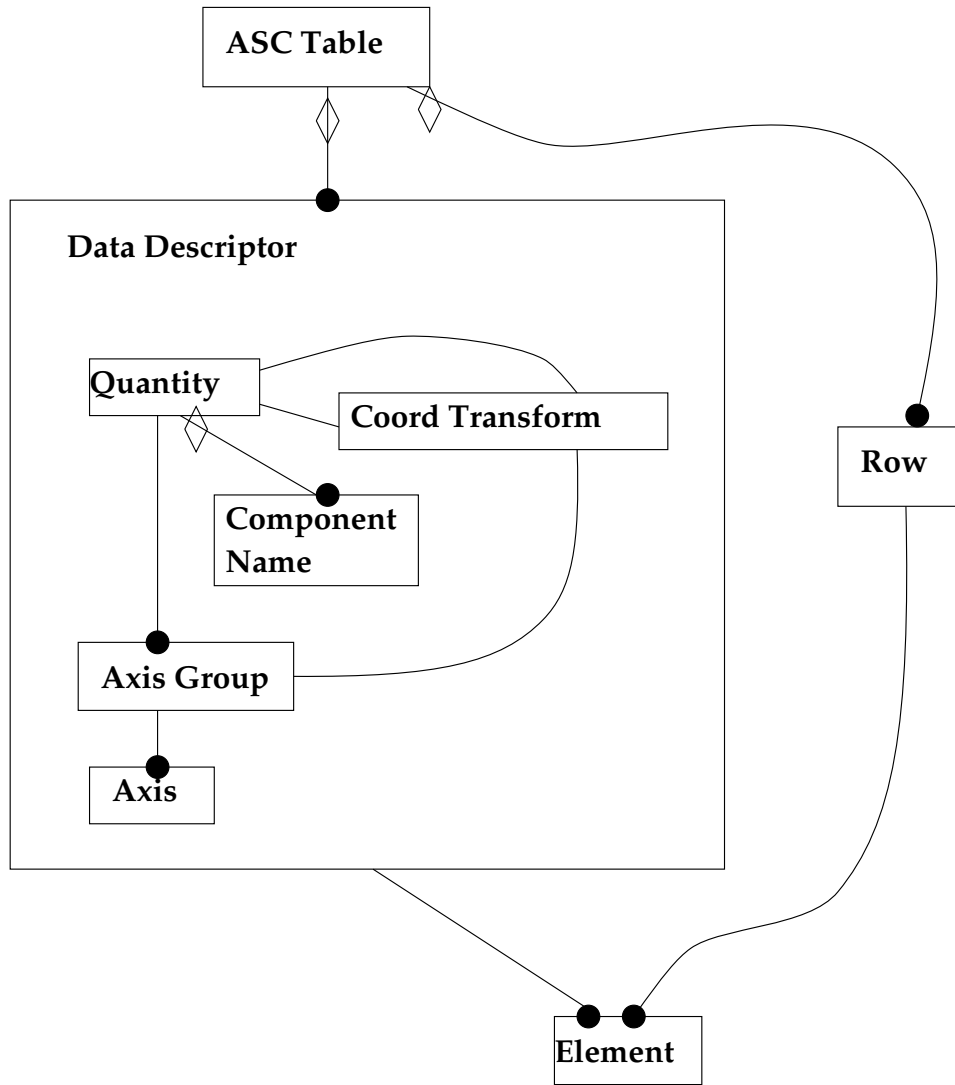 ASC Table
Data Descriptor
Quantity
Coord Transform
Row
Component
Name
Axis Group
Axis
Element